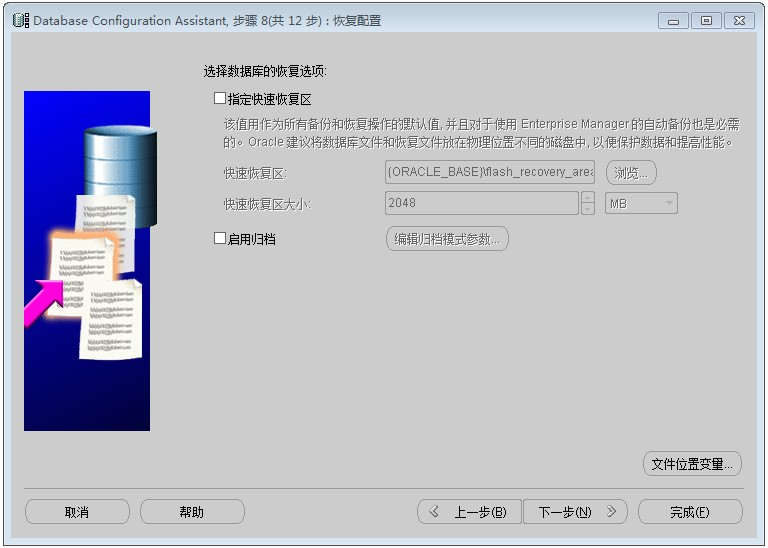 Database Configuration Assistant, 步骤 8(共 12 步) : 恢复配置
选择数据库的恢复选项:
指定快速恢复区
该值用作为所有备份和恢复操作的默认值, 并且对于使用 Enterprise Manager 的自动备份也是必需
的。Oracle 建议将数据库文件和恢复文件放在物理位置不同的磁盘中, 以便保护数据和提高性能。
快速恢复区: {ORACLE_BASE}\flash_recovery_area 浏览...
快速恢复区大小: 2048 MB
启用归档 编辑归档模式参数...
文件位置变量...
取消 帮助 上一步(B) 下一步(N) 完成(F)